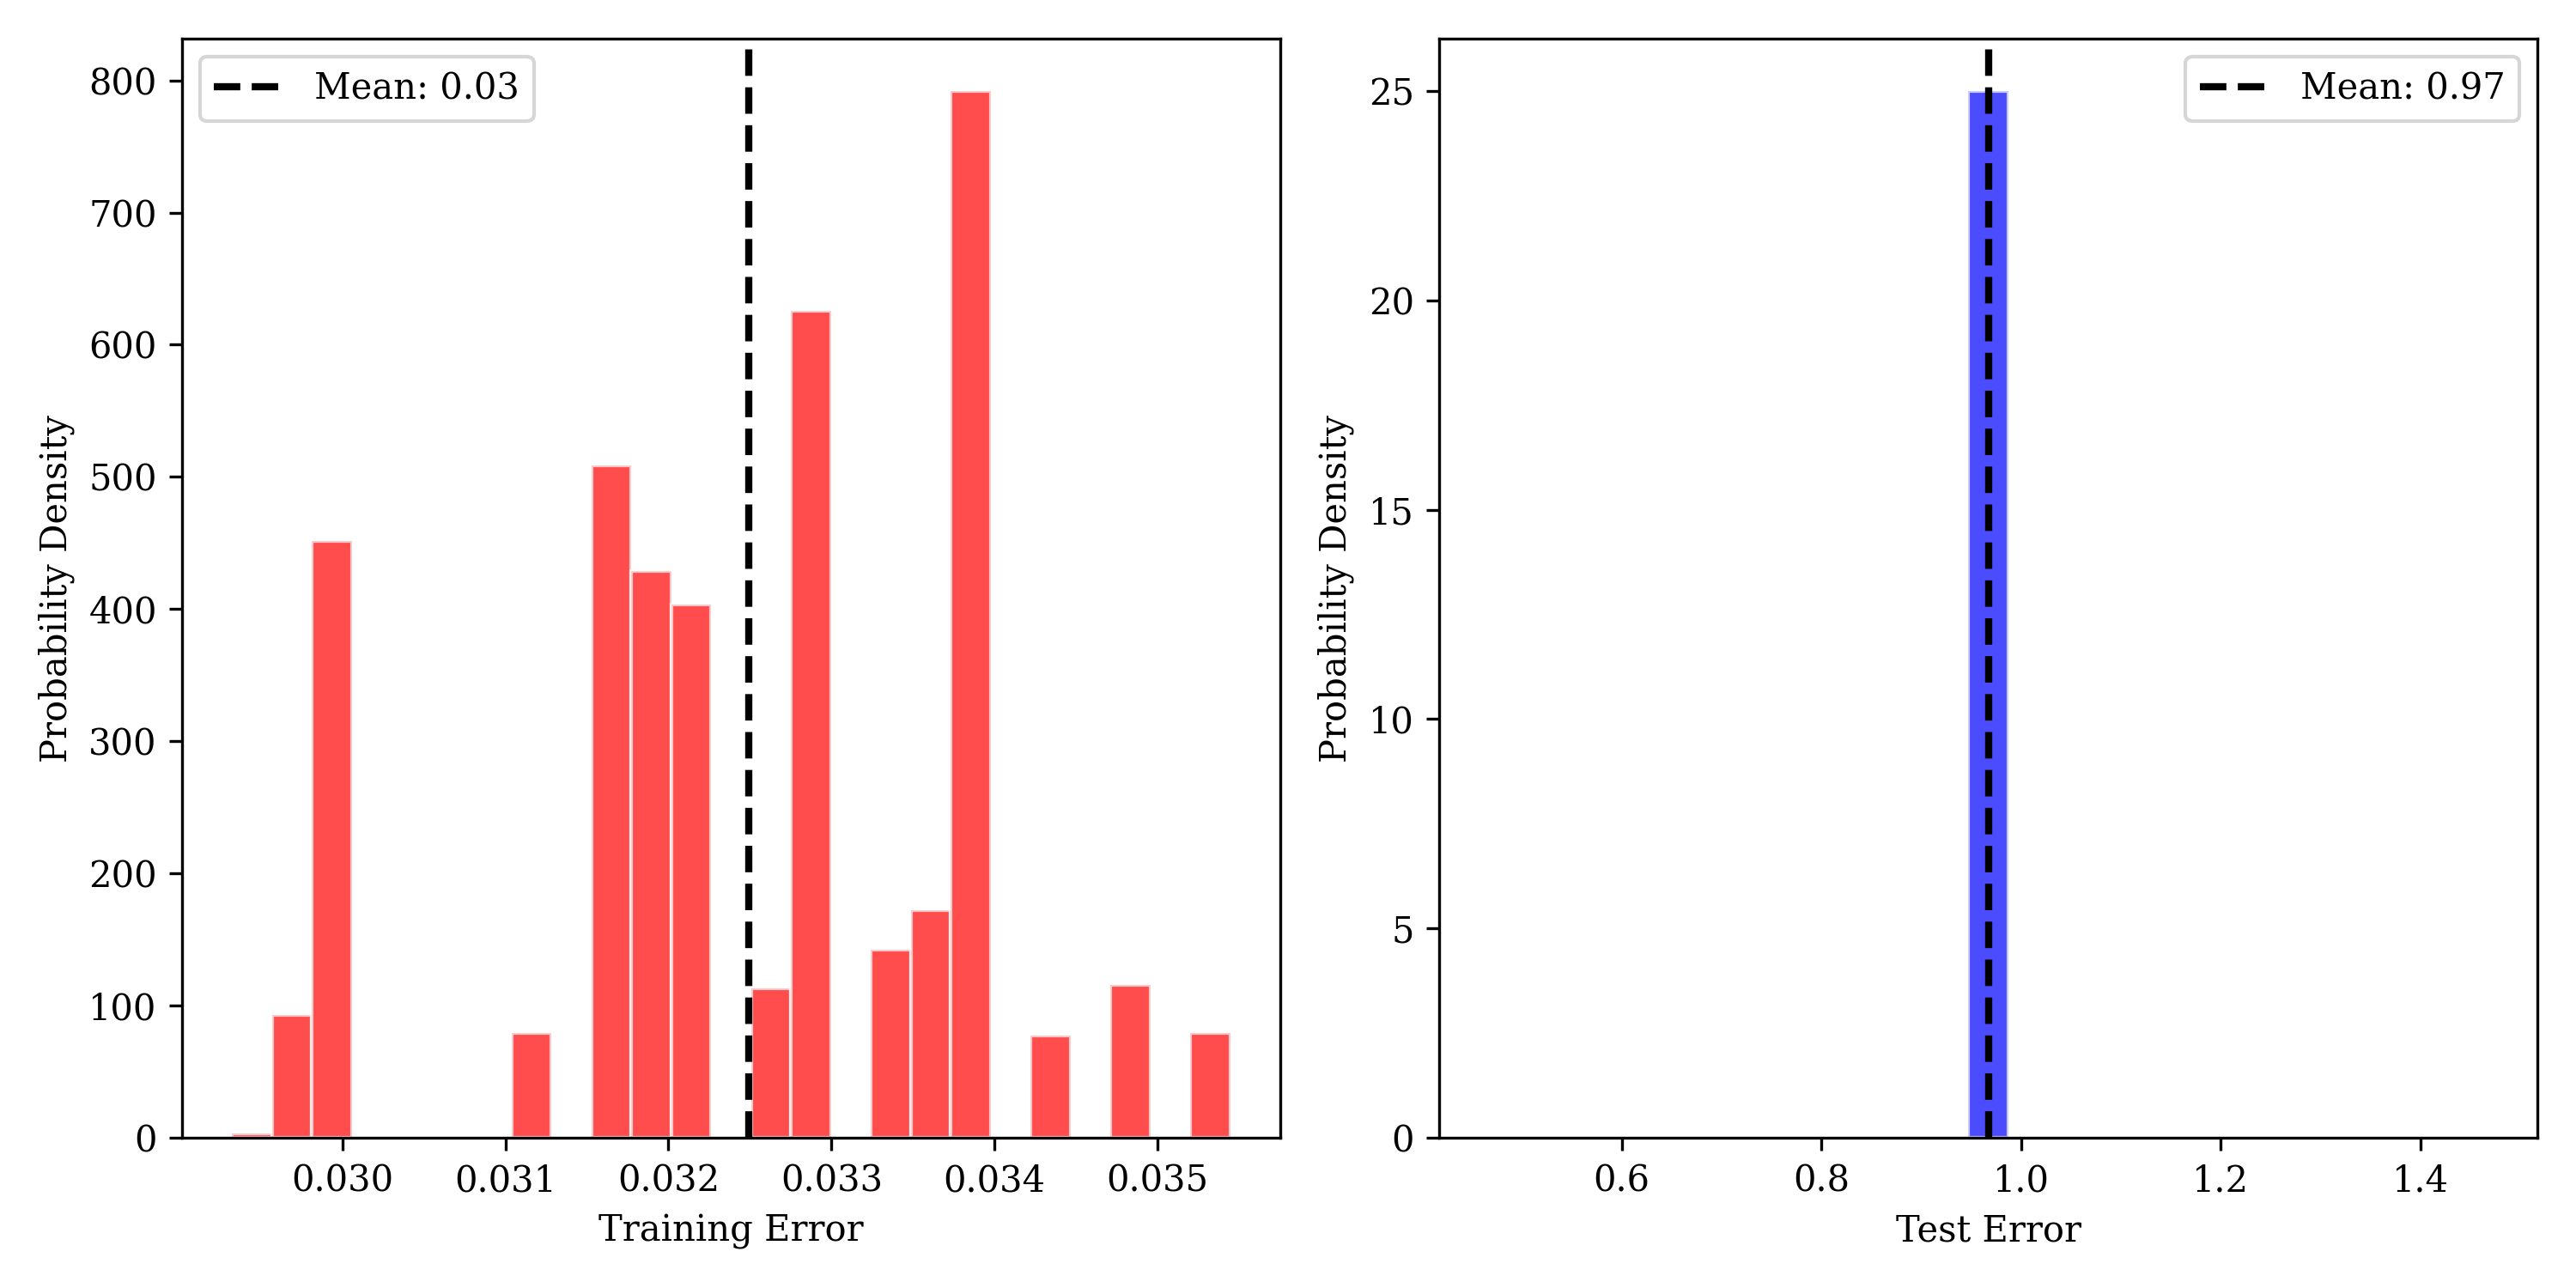 Mean: 0.03
800
700
600
500
400
300
200
100
0
Probability Density
0.030 0.031 0.032 0.033 0.034 0.035
Training Error
Mean: 0.97
25
20
15
10
5
0
Probability Density
0.6 0.8 1.0 1.2 1.4
Test Error